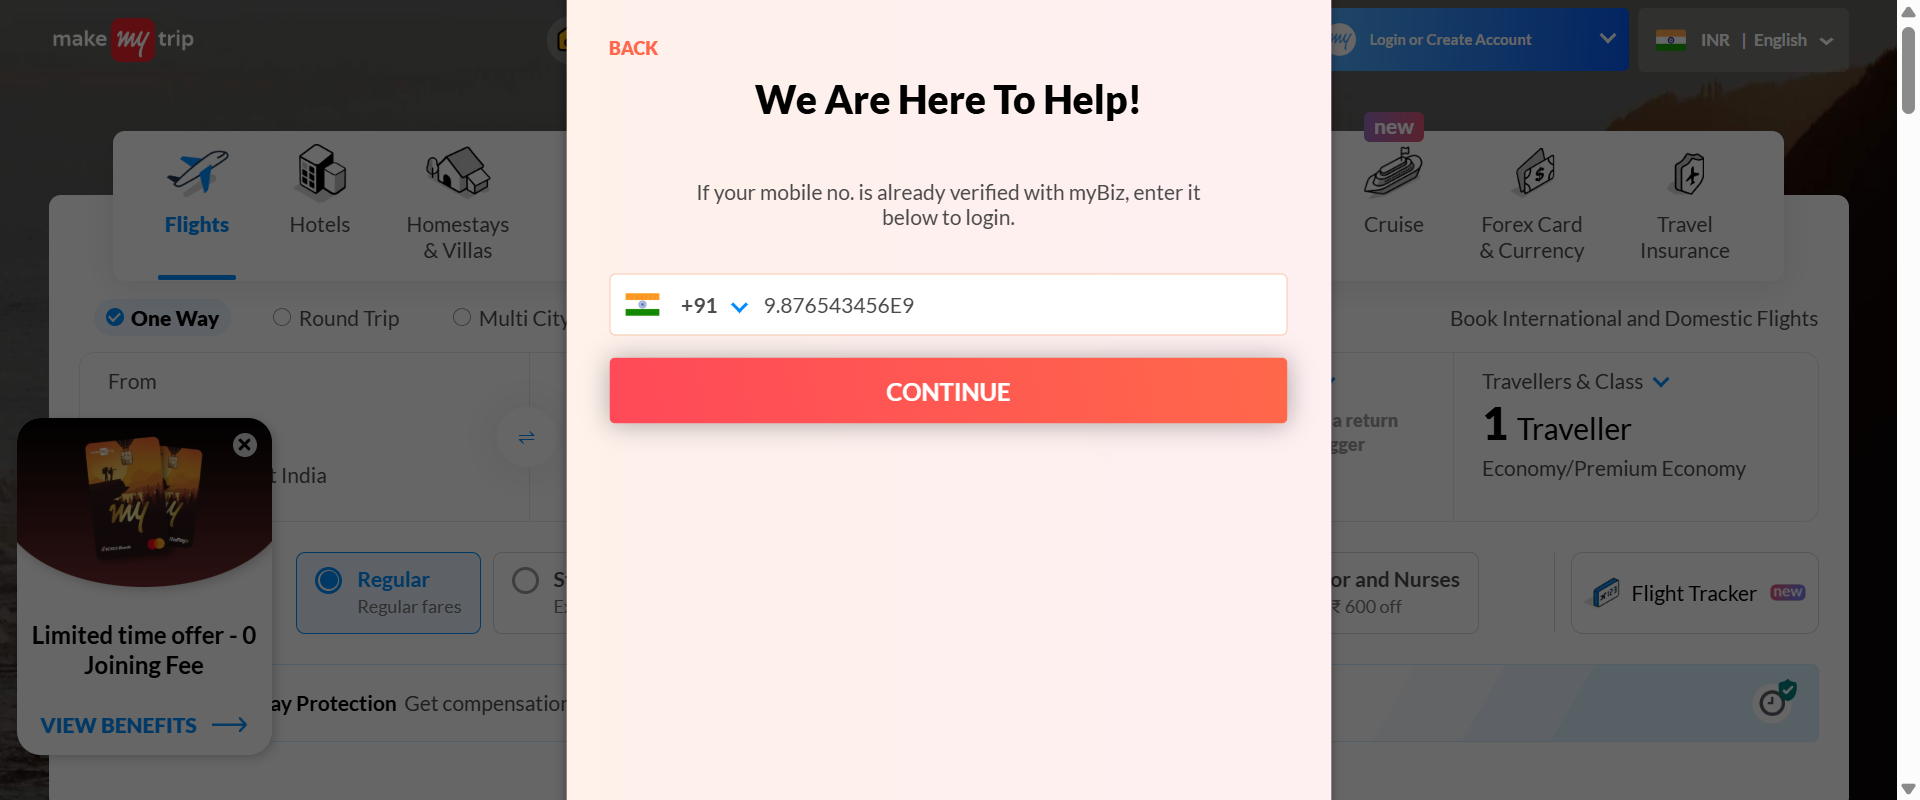 make my trip
Login or Create Account
INR | English
BACK
We Are Here To Help!
If your mobile no. is already verified with myBiz, enter it
below to login.
+91 9.876543456E9
CONTINUE
Flights
Hotels
Homestays
& Villas
new
Cruise
Forex Card
& Currency
Travel
Insurance
One Way
Round Trip
Multi City
Book International and Domestic Flights
From
India
a return
Travellers & Class
1 Traveller
Economy/Premium Economy
Regular
Regular fares
or and Nurses
₹ 600 off
Flight Tracker new
Limited time offer - 0
Joining Fee
VIEW BENEFITS
ay Protection Get compensation